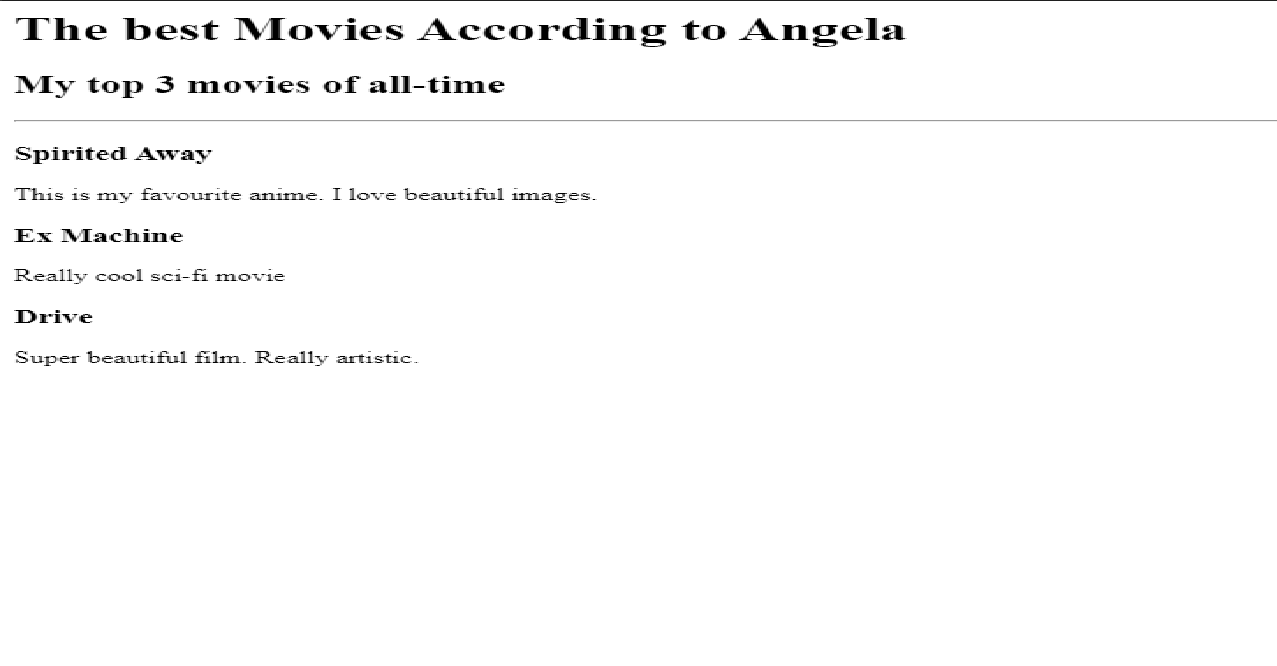 The best Movies According to Angela
My top 3 movies of all-time
Spirited Away
This is my favourite anime. I love beautiful images.
Ex Machine
Really cool sci-fi movie
Drive
Super beautiful film. Really artistic.